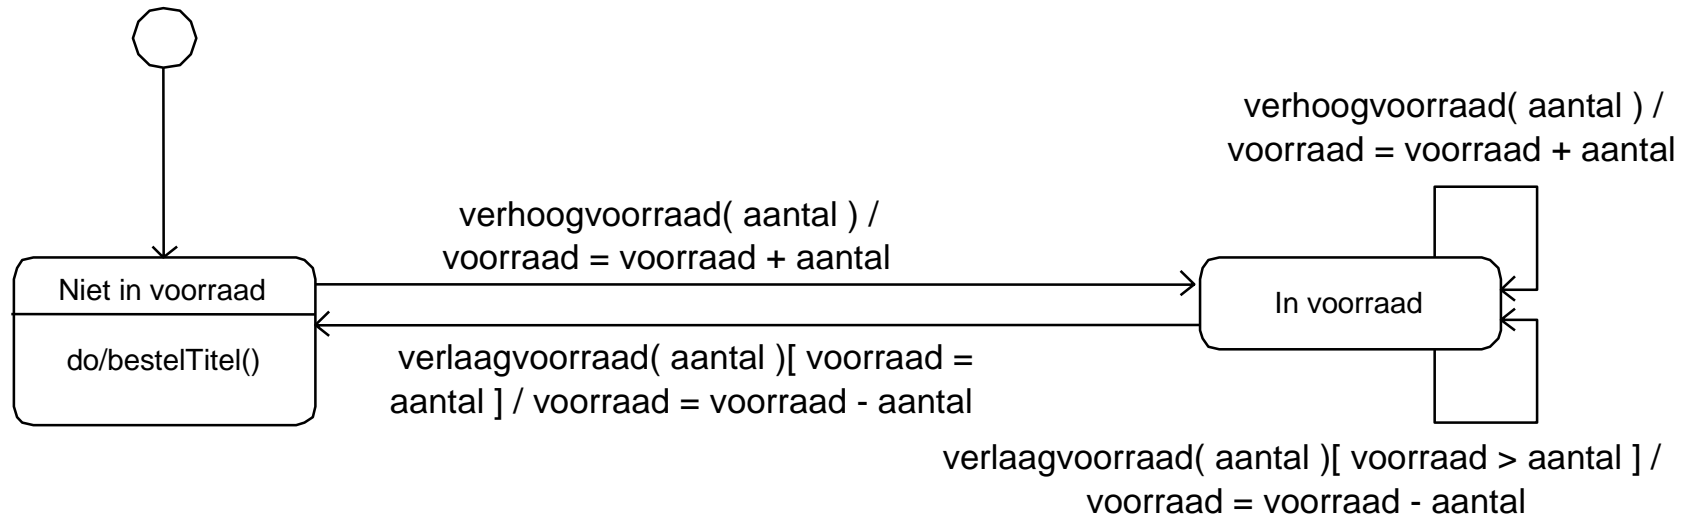 verhoogvoorraad( aantal ) /
voorraad = voorraad + aantal
verhoogvoorraad( aantal ) /
voorraad = voorraad + aantal
Niet in voorraad
do/bestelTitel()
In voorraad
verlaagvoorraad( aantal )[ voorraad =
aantal ] / voorraad = voorraad - aantal
verlaagvoorraad( aantal )[ voorraad > aantal ] /
voorraad = voorraad - aantal